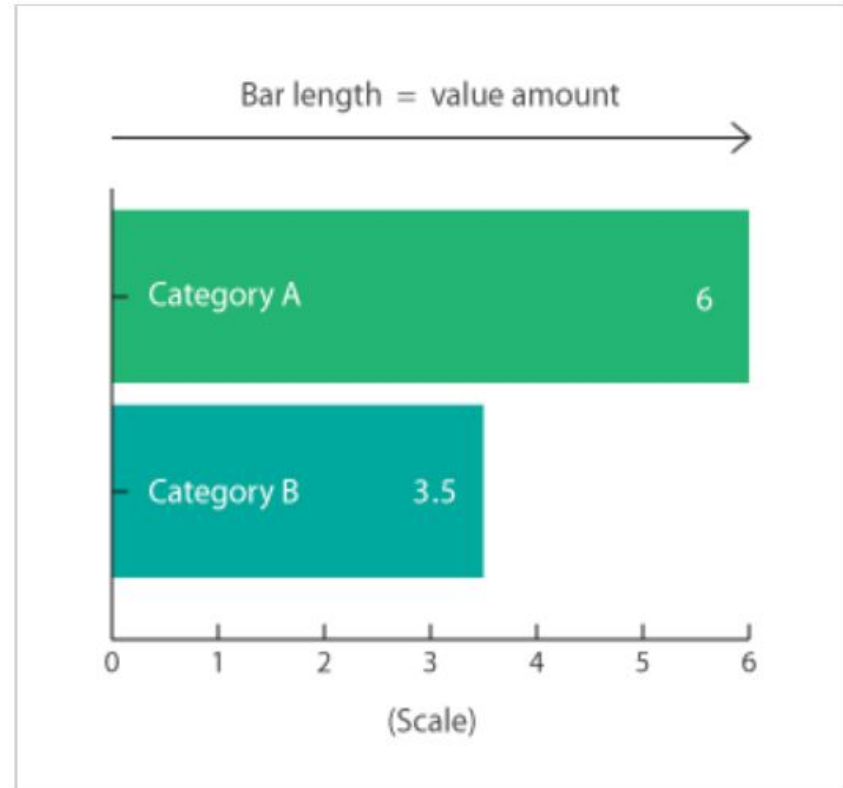 Bar length = value amount
Category A 6
Category B 3.5
0 1 2 3 4 5 6
(Scale)